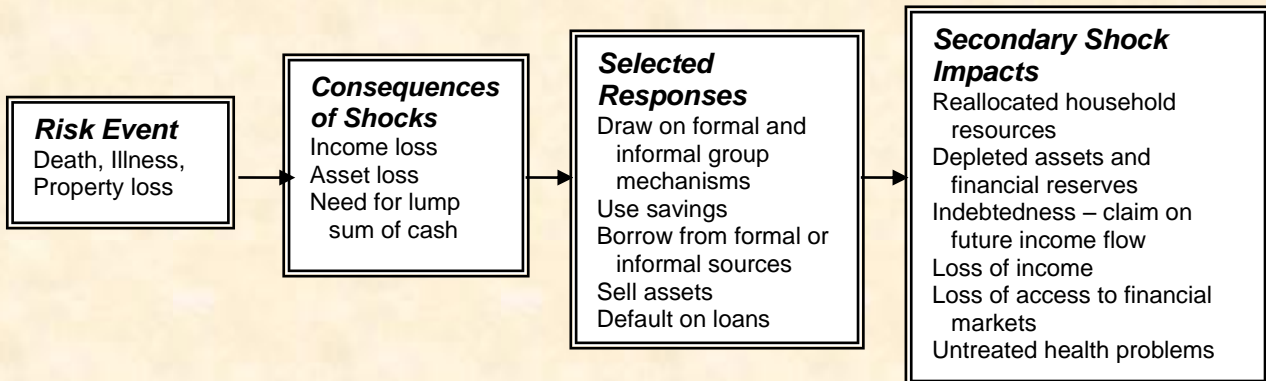 Risk Event
Death, Illness,
Property loss
Consequences
of Shocks
Income loss
Asset loss
Need for lump
sum of cash
Selected
Responses
Draw on formal and
informal group
mechanisms
Use savings
Borrow from formal or
informal sources
Sell assets
Default on loans
Secondary Shock
Impacts
Reallocated household
resources
Depleted assets and
financial reserves
Indebtedness – claim on
future income flow
Loss of income
Loss of access to financial
markets
Untreated health problems